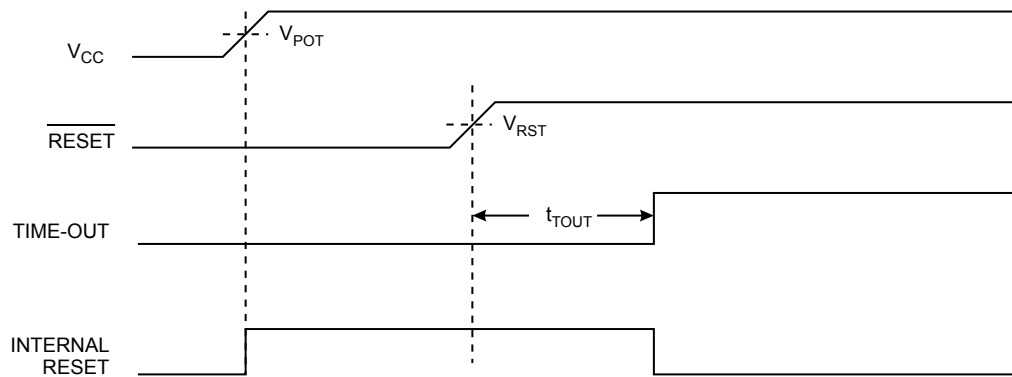 V_CC
V_POT
RESET
V_RST
TIME-OUT
t_TOUT
INTERNAL
RESET